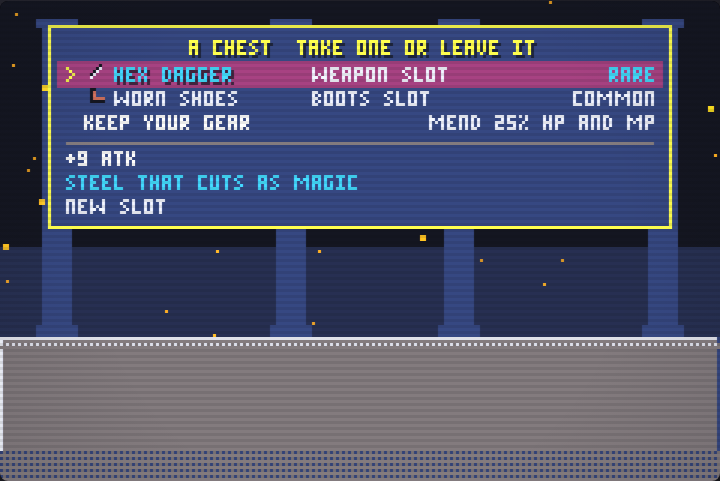 A CHEST  TAKE ONE OR LEAVE IT
> HEX DAGGER WEAPON SLOT RARE
WORN SHOES BOOTS SLOT COMMON
KEEP YOUR GEAR MEND 25% HP AND MP
+9 ATK
STEEL THAT CUTS AS MAGIC
NEW SLOT